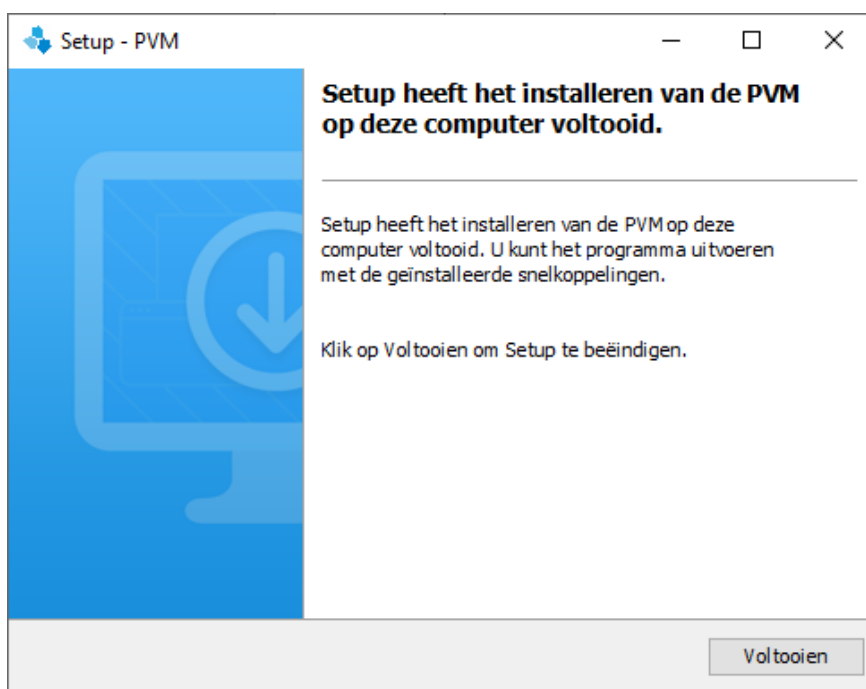 Setup - PVM
Setup heeft het installeren van de PVM
op deze computer voltooid.
Setup heeft het installeren van de PVM op deze
computer voltooid. U kunt het programma uitvoeren
met de geïnstalleerde snelkoppelingen.
Klik op Voltooien om Setup te beëindigen.
Voltooien